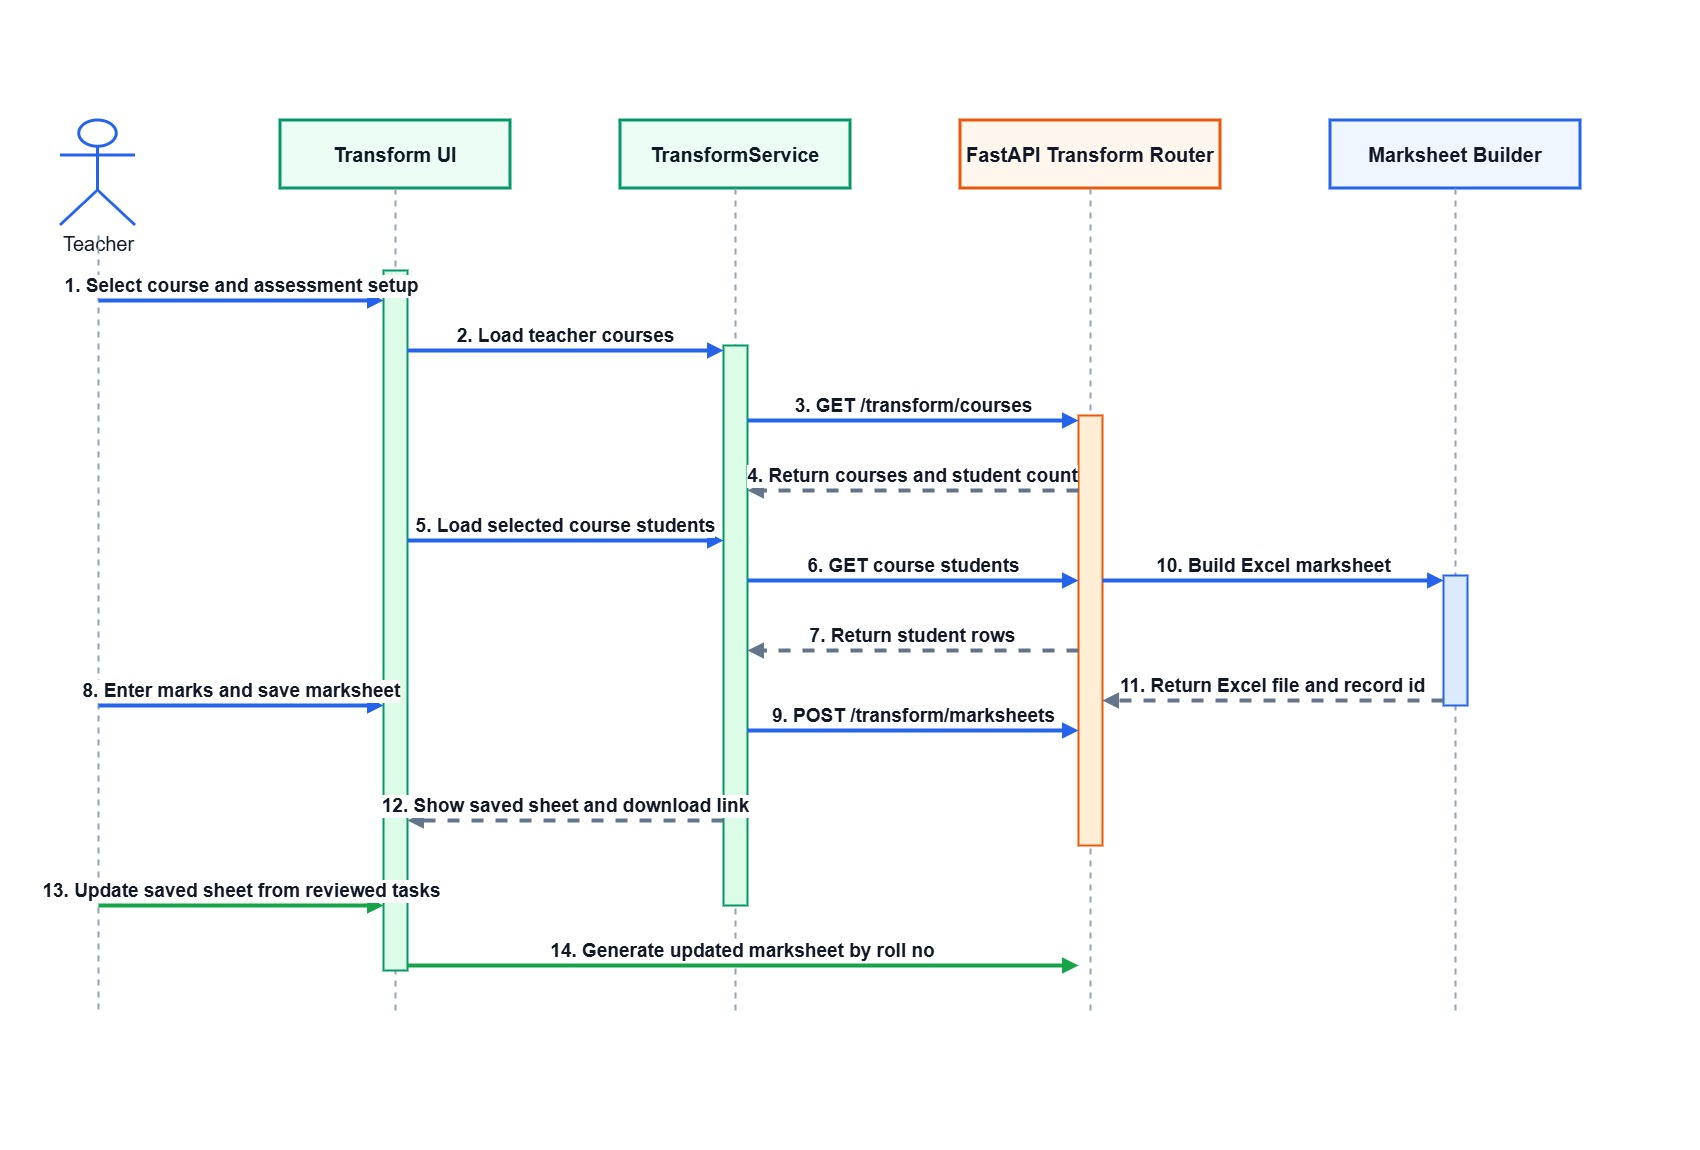 Transform UI
TransformService
FastAPI Transform Router
Marksheet Builder
Teacher
1. Select course and assessment setup
2. Load teacher courses
3. GET /transform/courses
4. Return courses and student count
5. Load selected course students
6. GET course students
10. Build Excel marksheet
7. Return student rows
8. Enter marks and save marksheet
11. Return Excel file and record id
9. POST /transform/marksheets
12. Show saved sheet and download link
13. Update saved sheet from reviewed tasks
14. Generate updated marksheet by roll no